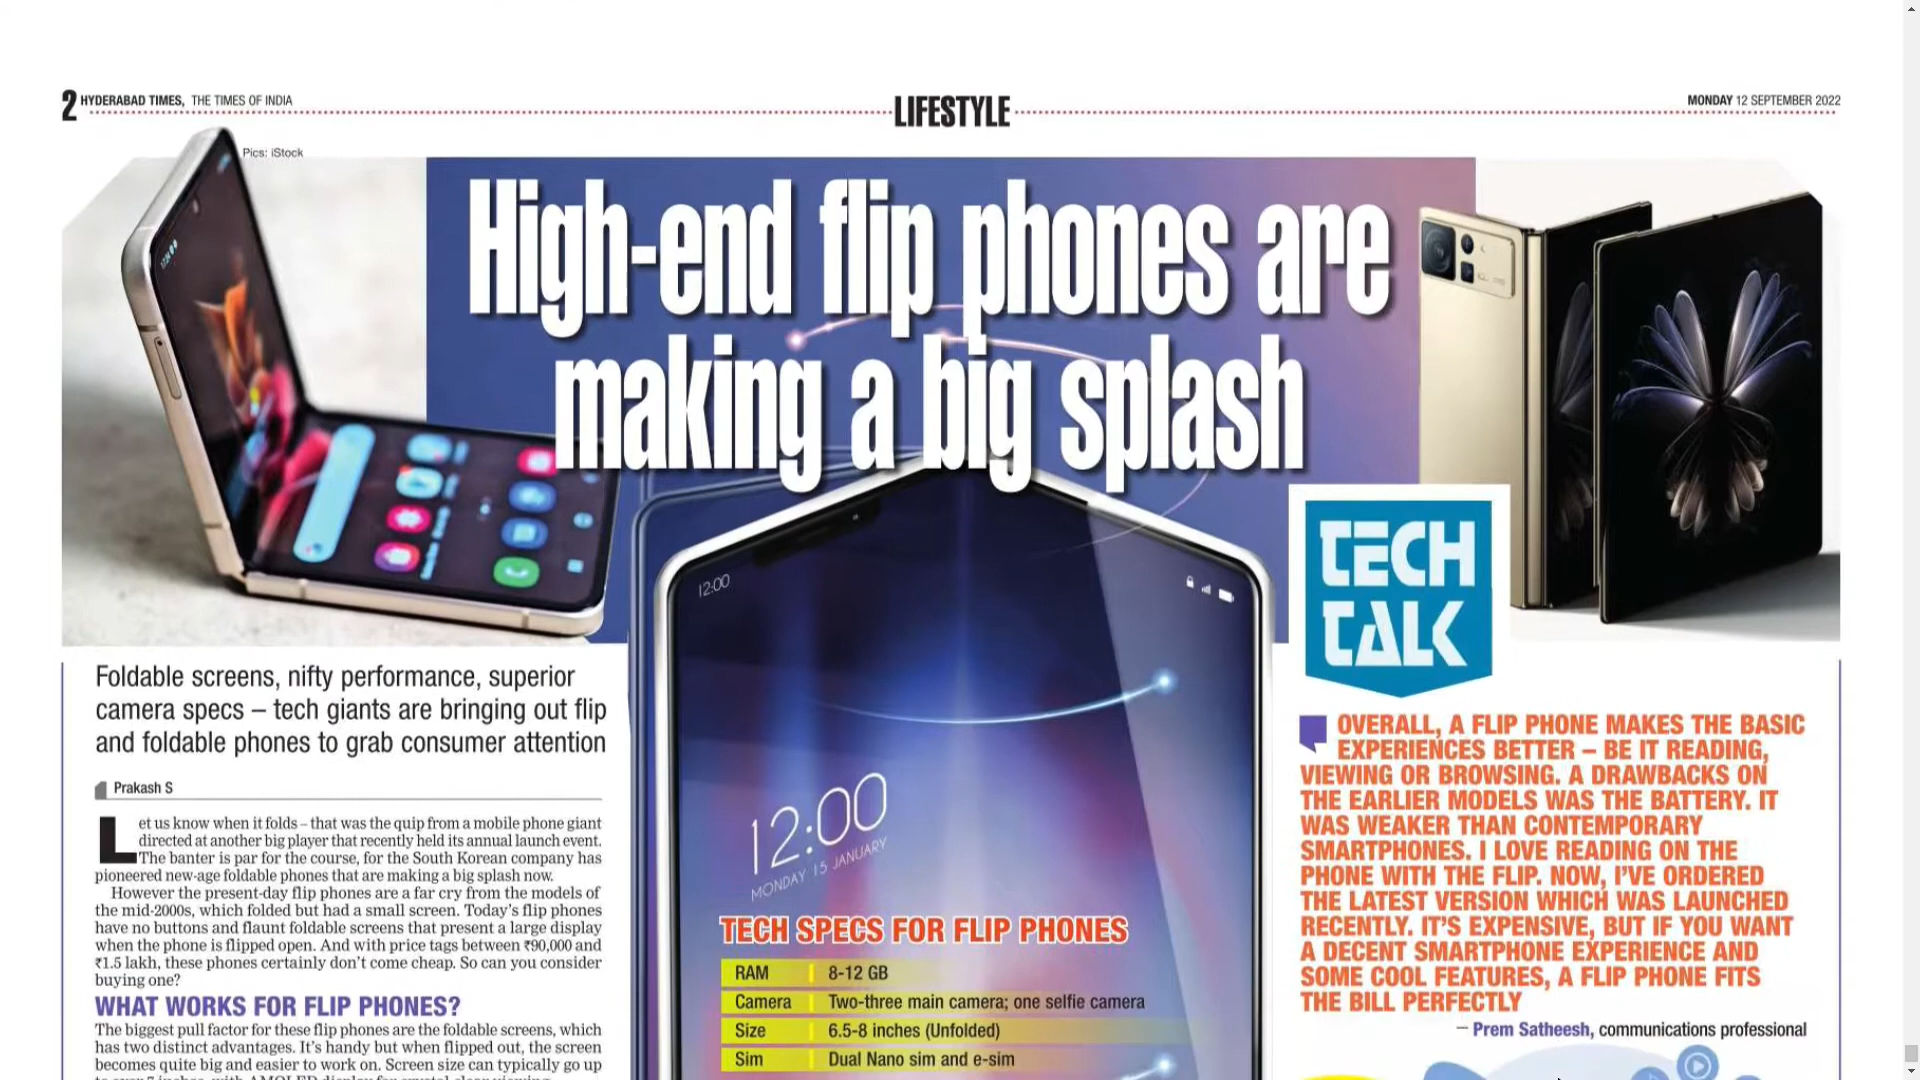 2 HYDERABAD TIMES, THE TIMES OF INDIA
LIFESTYLE
MONDAY 12 SEPTEMBER 2022
Pics: iStock
High-end flip phones are
making a big splash
TECH
TALK
Foldable screens, nifty performance, superior
camera specs – tech giants are bringing out flip
and foldable phones to grab consumer attention
Prakash S
Let us know when it folds – that was the quip from a mobile phone giant
directed at another big player that recently held its annual launch event.
The banter is par for the course, for the South Korean company has
pioneered new-age foldable phones that are making a big splash now.
However the present-day flip phones are a far cry from the models of
the mid-2000s, which folded but had a small screen. Today's flip phones
have no buttons and flaunt foldable screens that present a large display
when the phone is flipped open. And with price tags between ₹90,000 and
₹1.5 lakh, these phones certainly don't come cheap. So can you consider
buying one?
WHAT WORKS FOR FLIP PHONES?
The biggest pull factor for these flip phones are the foldable screens, which
has two distinct advantages. It's handy but when flipped out, the screen
becomes quite big and easier to work on. Screen size can typically go up
12:00
12:00
MONDAY 15 JANUARY
TECH SPECS FOR FLIP PHONES
RAM 8-12 GB
Camera Two-three main camera; one selfie camera
Size 6.5-8 inches (Unfolded)
Sim Dual Nano sim and e-sim
OVERALL, A FLIP PHONE MAKES THE BASIC
EXPERIENCES BETTER – BE IT READING,
VIEWING OR BROWSING. A DRAWBACKS ON
THE EARLIER MODELS WAS THE BATTERY. IT
WAS WEAKER THAN CONTEMPORARY
SMARTPHONES. I LOVE READING ON THE
PHONE WITH THE FLIP. NOW, I'VE ORDERED
THE LATEST VERSION WHICH WAS LAUNCHED
RECENTLY. IT'S EXPENSIVE, BUT IF YOU WANT
A DECENT SMARTPHONE EXPERIENCE AND
SOME COOL FEATURES, A FLIP PHONE FITS
THE BILL PERFECTLY
– Prem Satheesh, communications professional